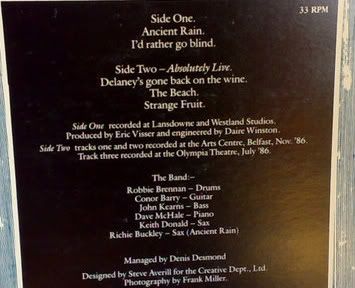 Side One.
33 RPM
Ancient Rain.
I'd rather go blind.
Side Two – Absolutely Live.
Delaney's gone back on the wine.
The Beach.
Strange Fruit.
Side One recorded at Lansdowne and Westland Studios.
Produced by Eric Visser and engineered by Daire Winston.
Side Two tracks one and two recorded at the Arts Centre, Belfast, Nov. '86.
Track three recorded at the Olympia Theatre, July '86.
The Band:–
Robbie Brennan – Drums
Conor Barry – Guitar
John Kearns – Bass
Dave McHale – Piano
Keith Donald – Sax
Richie Buckley – Sax (Ancient Rain)
Managed by Denis Desmond
Designed by Steve Averill for the Creative Dept., Ltd.
Photography by Frank Miller.